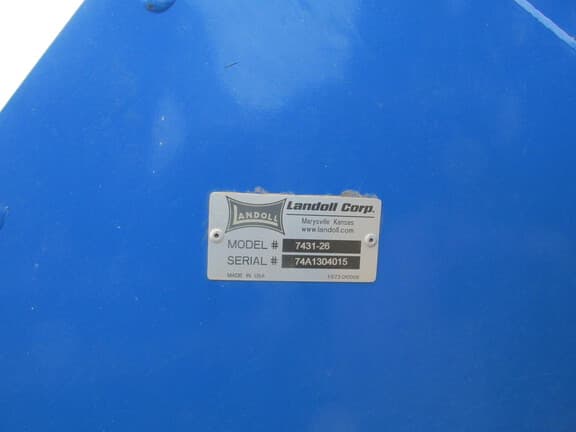 LANDOLL
Landoll Corp.
Marysville Kansas
www.landoll.com
MODEL # 7431-26
SERIAL # 74A1304015
MADE IN USA